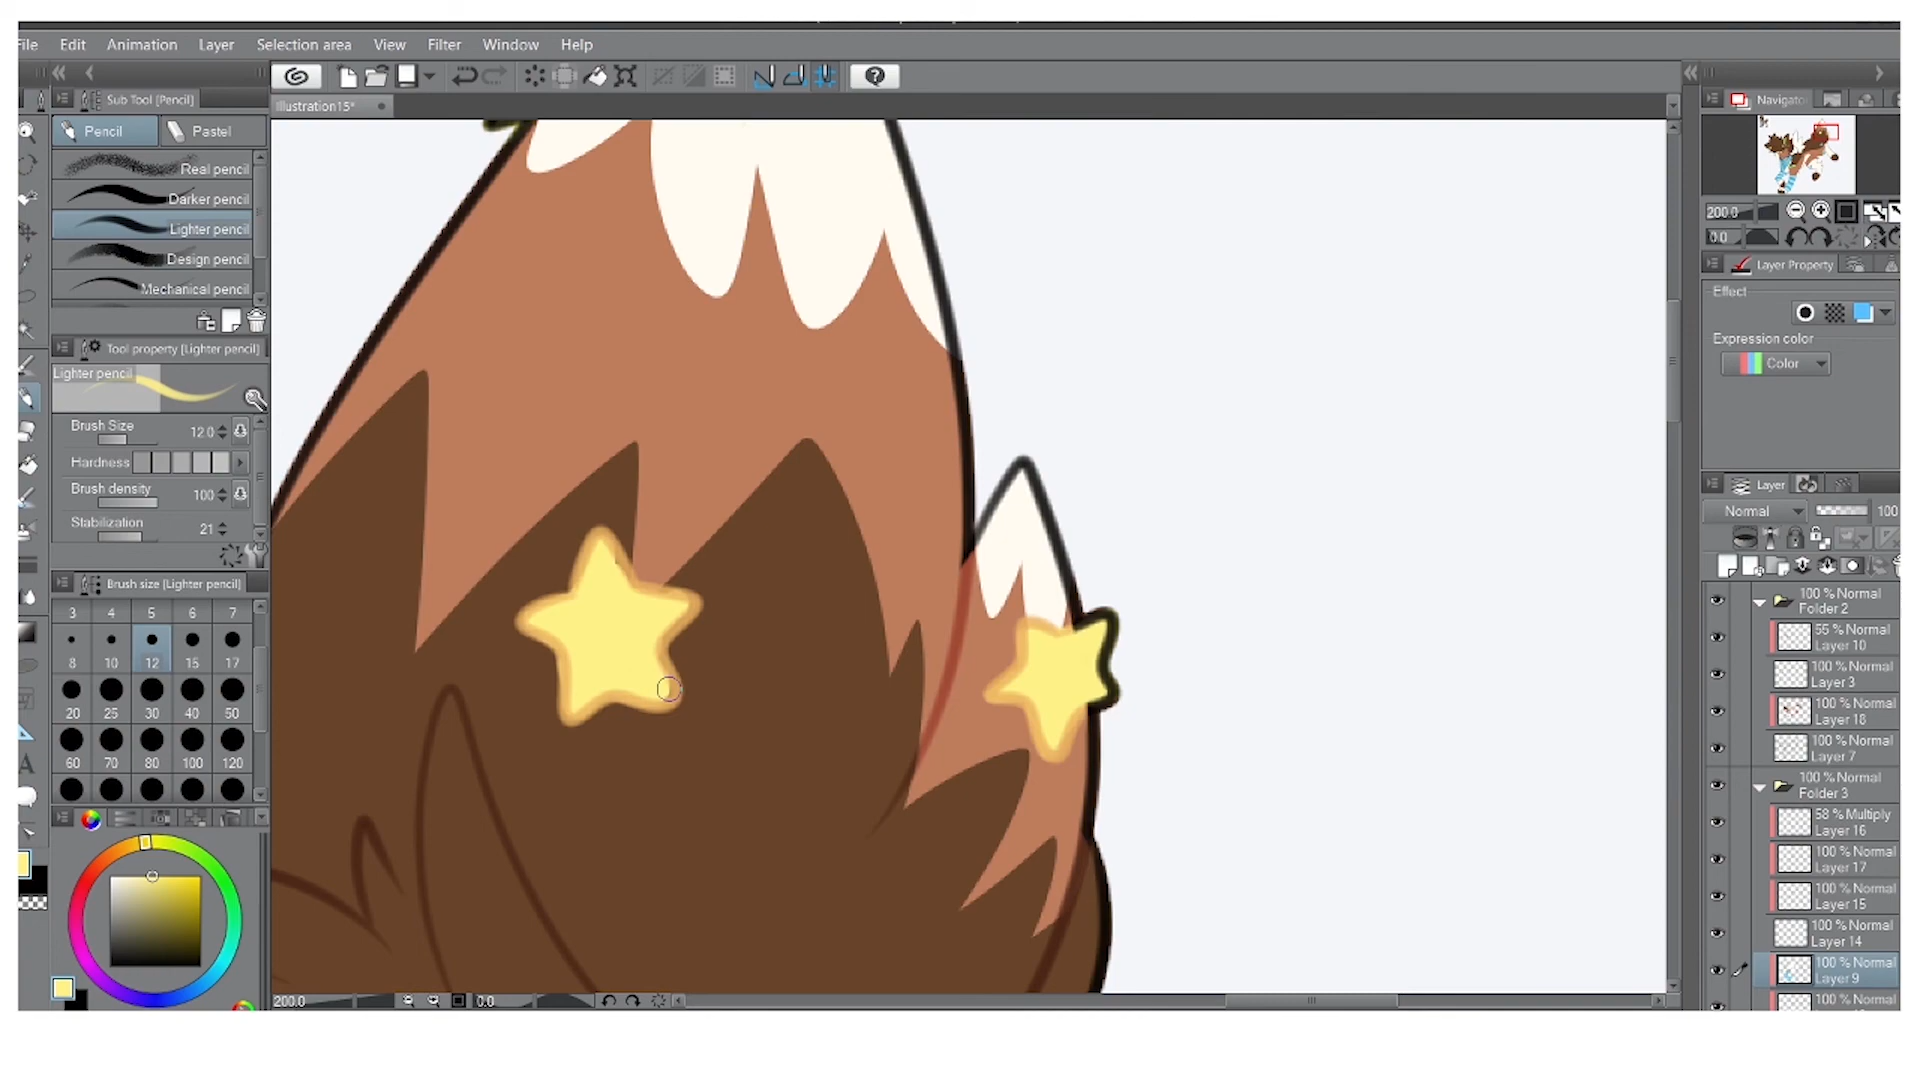 File Edit Animation Layer Selection area View Filter Window Help
Sub Tool [Pencil]
Illustration15*
Pencil Pastel
Real pencil
Darker pencil
Lighter pencil
Design pencil
Mechanical pencil
Tool property [Lighter pencil]
Lighter pencil
Brush Size 12.0
Hardness
Brush density 100
Stabilization 21
Brush size [Lighter pencil]
3 4 5 6 7
8 10 12 15 17
20 25 30 40 50
60 70 80 100 120
200.0 0.0
Navigator
200.0
0.0
Layer Property
Effect
Expression color
Color
Layer
Normal 100
100 % Normal
Folder 2
55 % Normal
Layer 10
100 % Normal
Layer 3
100 % Normal
Layer 18
100 % Normal
Layer 7
100 % Normal
Folder 3
58 % Multiply
Layer 16
100 % Normal
Layer 17
100 % Normal
Layer 15
100 % Normal
Layer 14
100 % Normal
Layer 9
100 % Normal